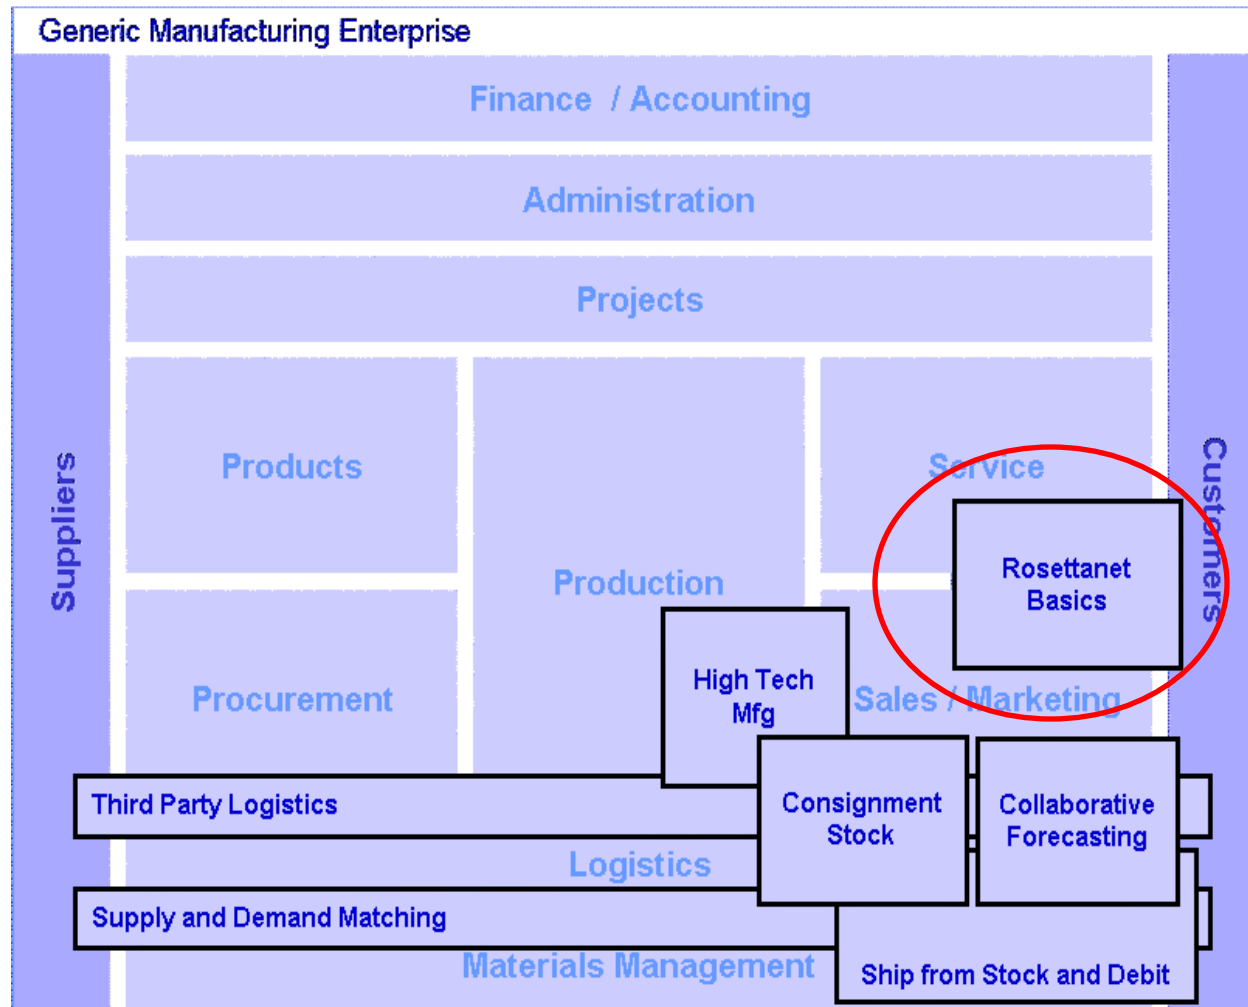 Generic Manufacturing Enterprise
Finance / Accounting
Administration
Projects
Suppliers
Products
Service
Customers
Production
Rosettanet
Basics
Procurement
High Tech
Mfg
Sales / Marketing
Third Party Logistics
Consignment
Stock
Collaborative
Forecasting
Logistics
Supply and Demand Matching
Materials Management
Ship from Stock and Debit